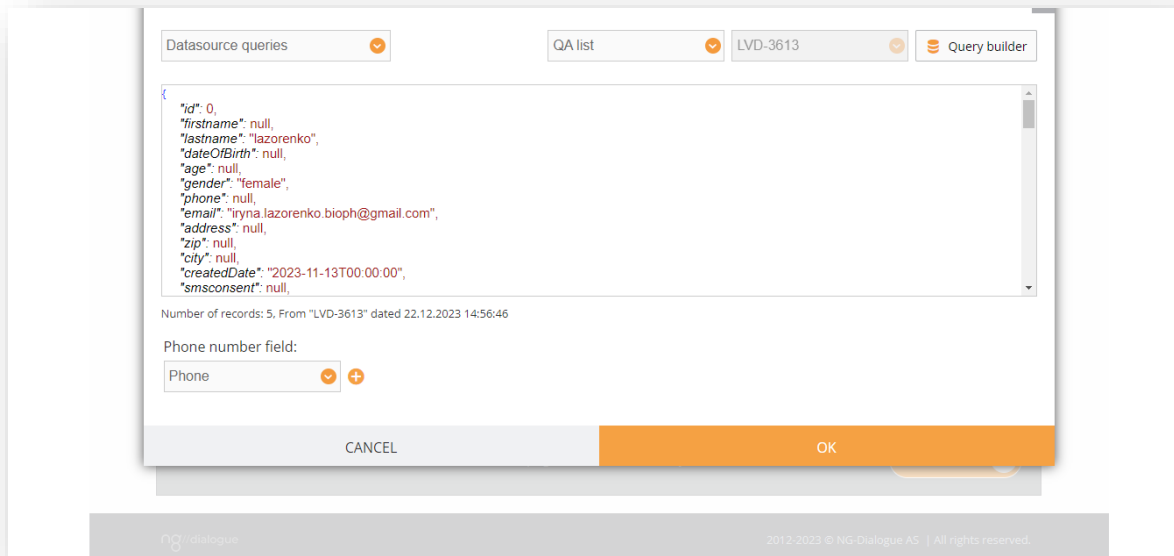 Datasource queries QA list LVD-3613 Query builder
{
"id": 0,
"firstname": null,
"lastname": "lazorenko",
"dateOfBirth": null,
"age": null,
"gender": "female",
"phone": null,
"email": "iryna.lazorenko.bioph@gmail.com",
"address": null,
"zip": null,
"city": null,
"createdDate": "2023-11-13T00:00:00",
"smsconsent": null,
Number of records: 5, From "LVD-3613" dated 22.12.2023 14:56:46
Phone number field:
Phone
CANCEL OK
ng//dialogue 2012-2023 © NG-Dialogue AS | All rights reserved.